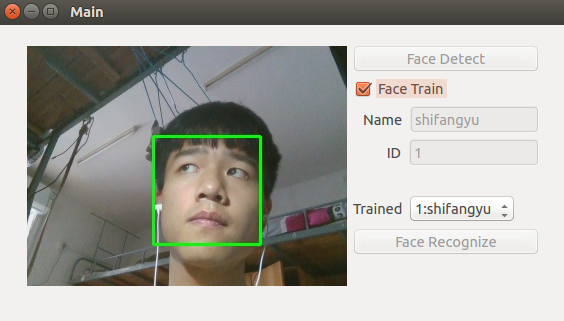 Main
Face Detect
Face Train
Name shifangyu
ID 1
Trained 1:shifangyu
Face Recognize